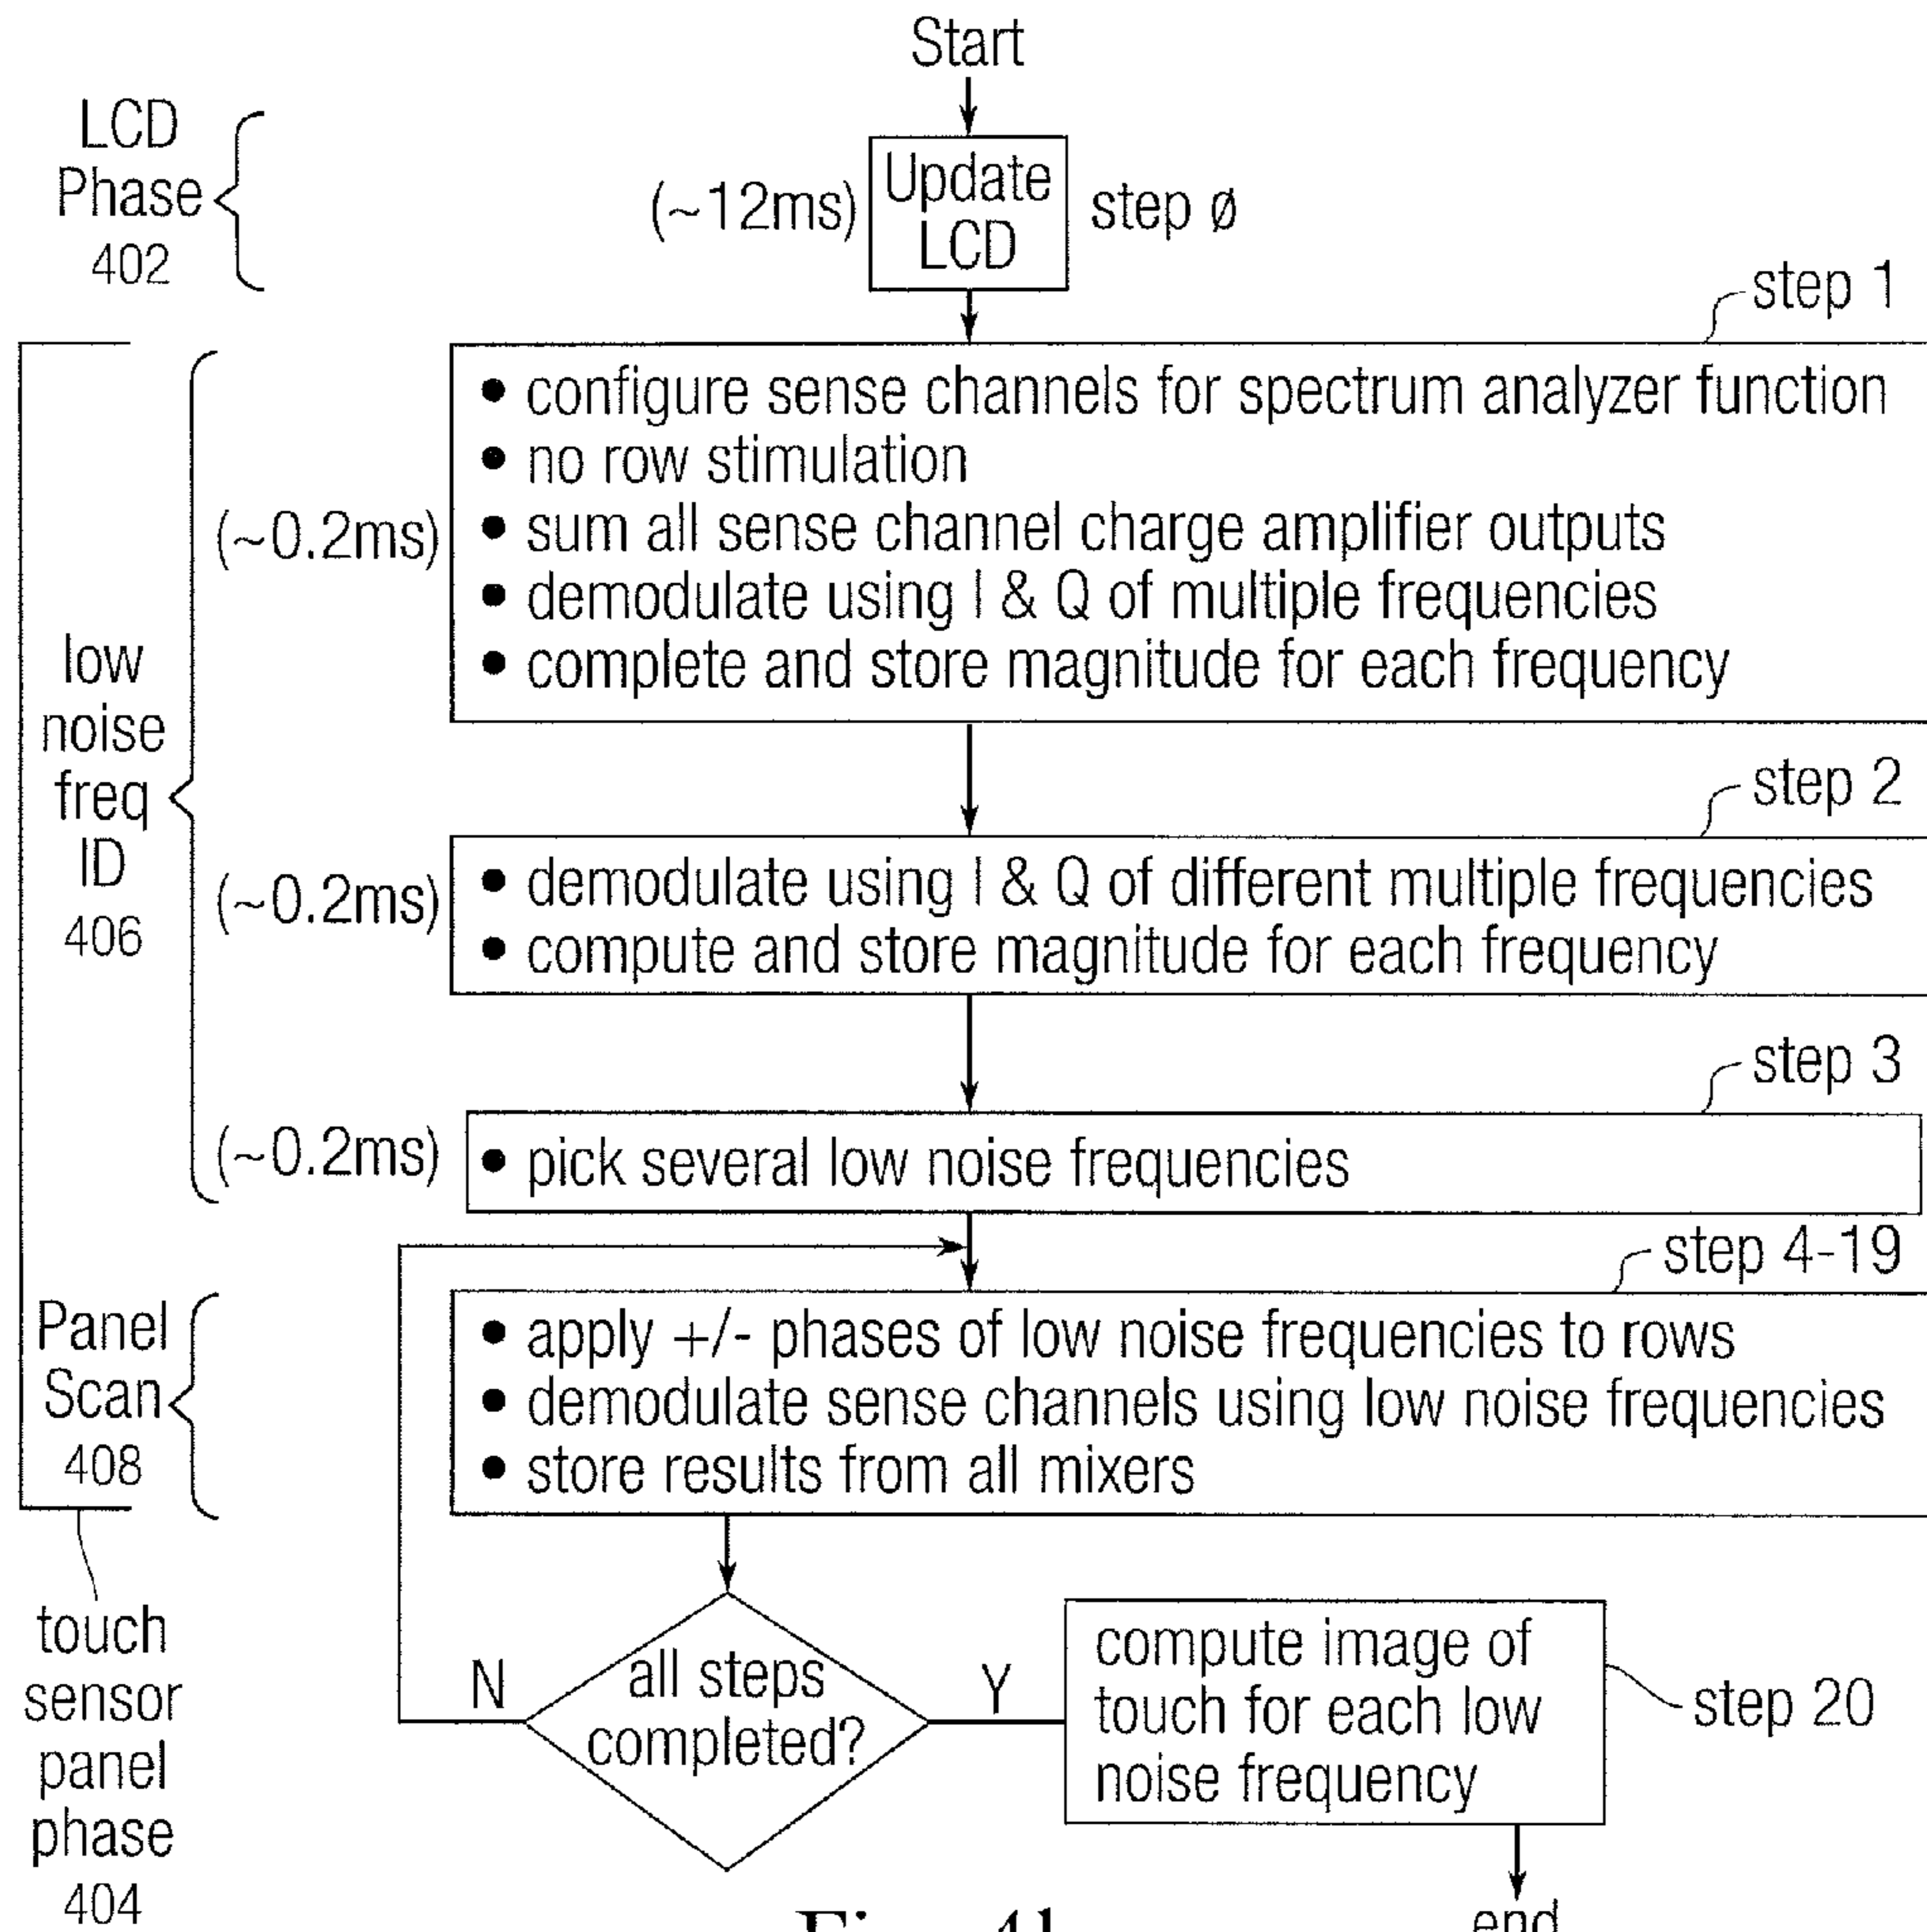 Start
LCD
Phase
402
(~12ms)
Update
LCD
step ø
step 1
• configure sense channels for spectrum analyzer function
• no row stimulation
• sum all sense channel charge amplifier outputs
• demodulate using I & Q of multiple frequencies
• complete and store magnitude for each frequency
(~0.2ms)
low
noise
freq
ID
406
step 2
(~0.2ms)
• demodulate using I & Q of different multiple frequencies
• compute and store magnitude for each frequency
step 3
(~0.2ms)
• pick several low noise frequencies
step 4-19
Panel
Scan
408
• apply +/- phases of low noise frequencies to rows
• demodulate sense channels using low noise frequencies
• store results from all mixers
touch
sensor
panel
phase
404
N
all steps
completed?
Y
compute image of
touch for each low
noise frequency
step 20
end